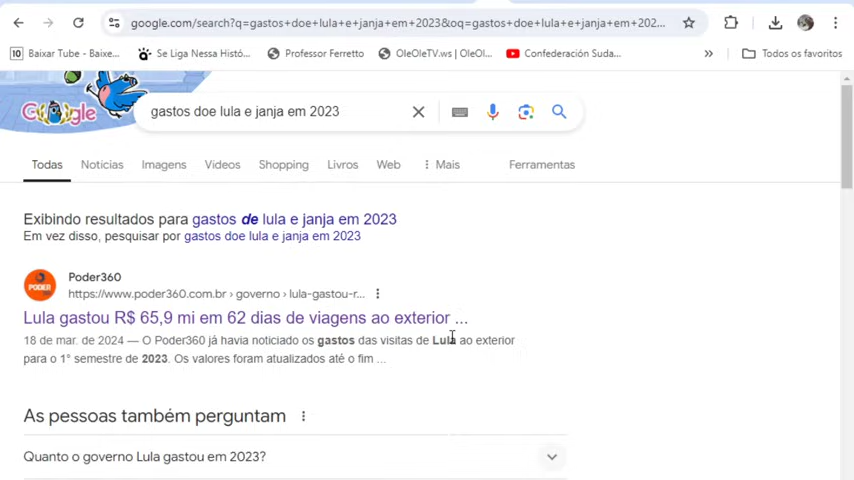 google.com/search?q=gastos+doe+lula+e+janja+em+2023&oq=gastos+doe+lula+e+janja+em+202...
10 Baixar Tube - Baixe...
Se Liga Nessa Histó...
Professor Ferretto
OleOleTV.ws | OleOl...
Confederación Suda...
»
Todos os favoritos
Google
gastos doe lula e janja em 2023
Todas
Notícias
Imagens
Vídeos
Shopping
Livros
Web
Mais
Ferramentas
Exibindo resultados para gastos de lula e janja em 2023
Em vez disso, pesquisar por gastos doe lula e janja em 2023
PODER
Poder360
https://www.poder360.com.br › governo › lula-gastou-r...
Lula gastou R$ 65,9 mi em 62 dias de viagens ao exterior ...
18 de mar. de 2024 — O Poder360 já havia noticiado os gastos das visitas de Lula ao exterior
para o 1° semestre de 2023. Os valores foram atualizados até o fim ...
As pessoas também perguntam
Quanto o governo Lula gastou em 2023?